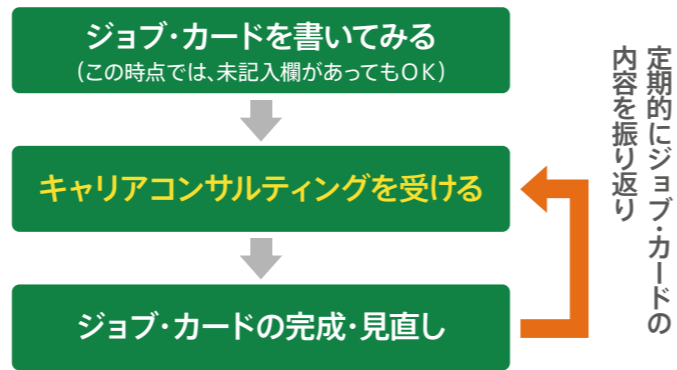 ジョブ・カードを書いてみる
(この時点では、未記入欄があってもOK)
キャリアコンサルティングを受ける
ジョブ・カードの完成・見直し
定期的にジョブ・カードの
内容を振り返り